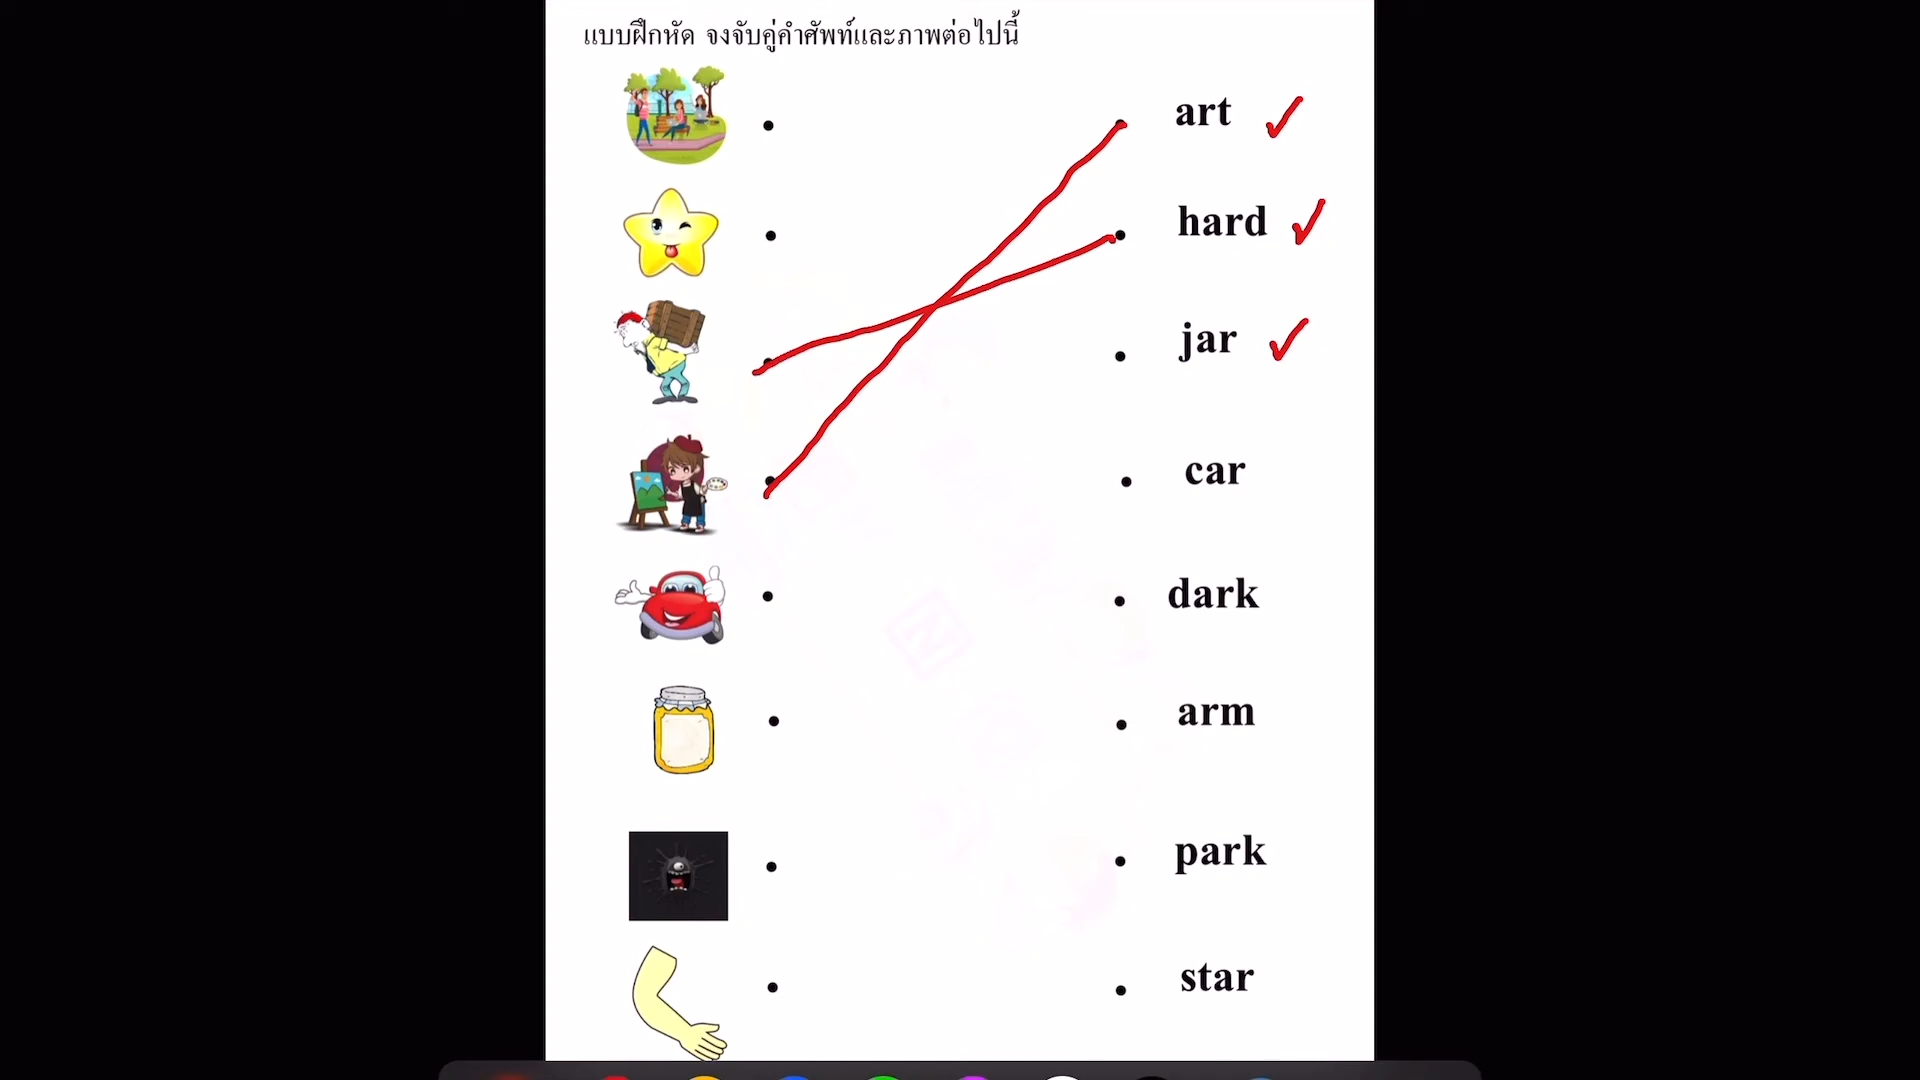 แบบฝึกหัด จงจับคู่คำศัพท์และภาพต่อไปนี้
art
hard
jar
car
dark
arm
park
star